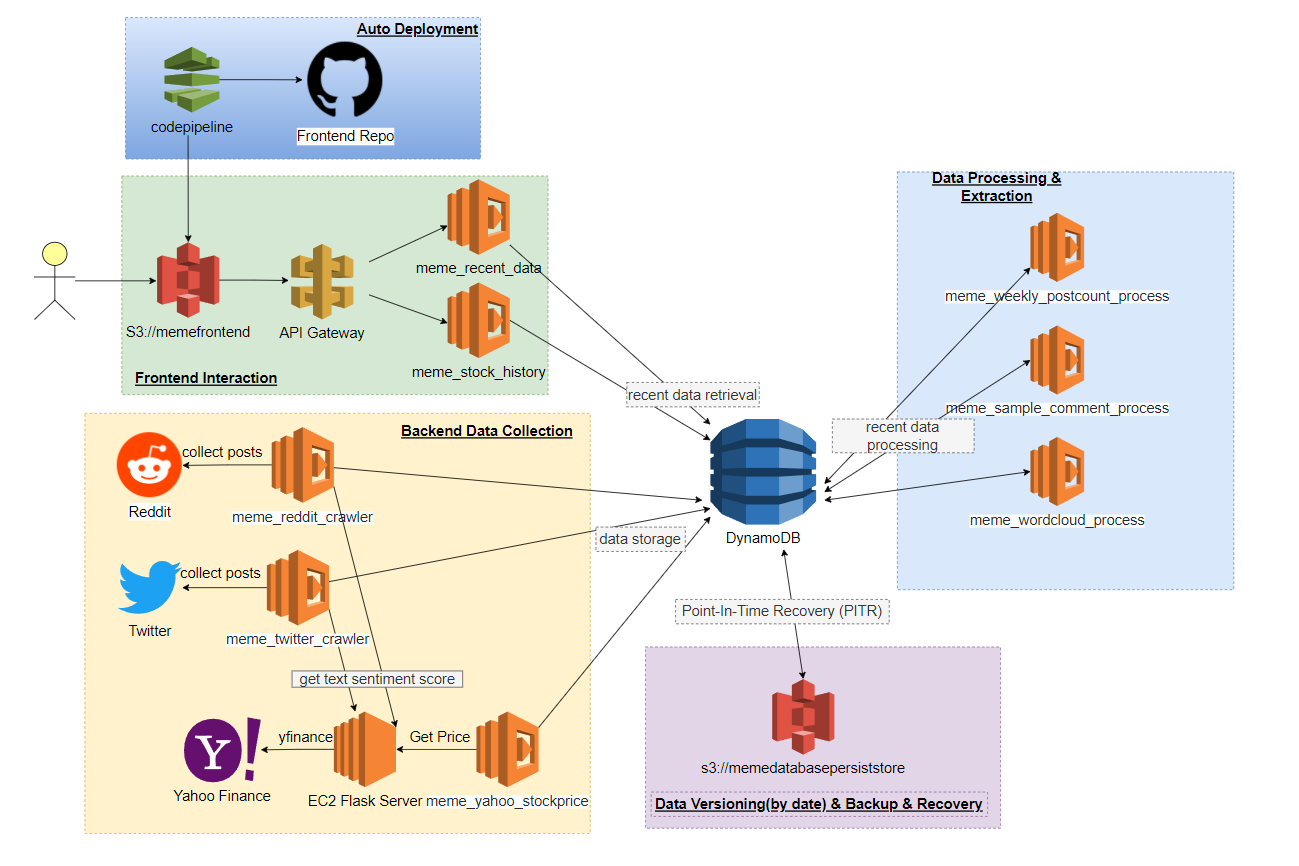 Auto Deployment
codepipeline
Frontend Repo
Data Processing &
Extraction
meme_recent_data
meme_weekly_postcount_process
S3://memefrontend
API Gateway
meme_stock_history
Frontend Interaction
recent data retrieval
meme_sample_comment_process
recent data
processing
Backend Data Collection
collect posts
Reddit
meme_reddit_crawler
meme_wordcloud_process
data storage
DynamoDB
collect posts
Twitter
meme_twitter_crawler
Point-In-Time Recovery (PITR)
get text sentiment score
yfinance
Get Price
Y!
Yahoo Finance
EC2 Flask Server
meme_yahoo_stockprice
s3://memedatabasepersiststore
Data Versioning(by date) & Backup & Recovery